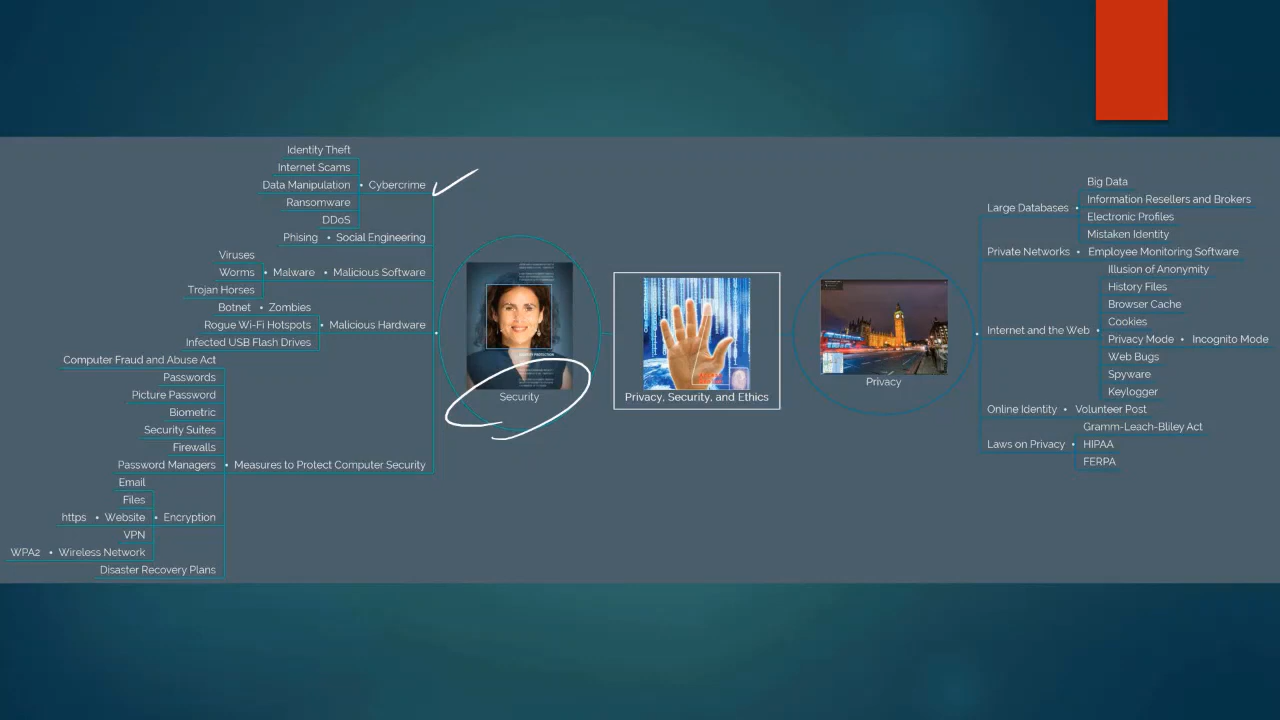 Identity Theft
Internet Scams
Data Manipulation • Cybercrime
Ransomware
DDoS
Phising • Social Engineering
Viruses
Worms • Malware • Malicious Software
Trojan Horses
Botnet • Zombies
Rogue Wi-Fi Hotspots • Malicious Hardware
Infected USB Flash Drives
Computer Fraud and Abuse Act
Passwords
Picture Password
Biometric
Security Suites
Firewalls
Password Managers • Measures to Protect Computer Security
Email
Files
https • Website • Encryption
VPN
WPA2 • Wireless Network
Disaster Recovery Plans
Security
Privacy, Security, and Ethics
Privacy
Big Data
Large Databases • Information Resellers and Brokers
Electronic Profiles
Mistaken Identity
Private Networks • Employee Monitoring Software
Illusion of Anonymity
History Files
Browser Cache
Cookies
Internet and the Web • Privacy Mode • Incognito Mode
Web Bugs
Spyware
Keylogger
Online Identity • Volunteer Post
Gramm-Leach-Bliley Act
Laws on Privacy • HIPAA
FERPA